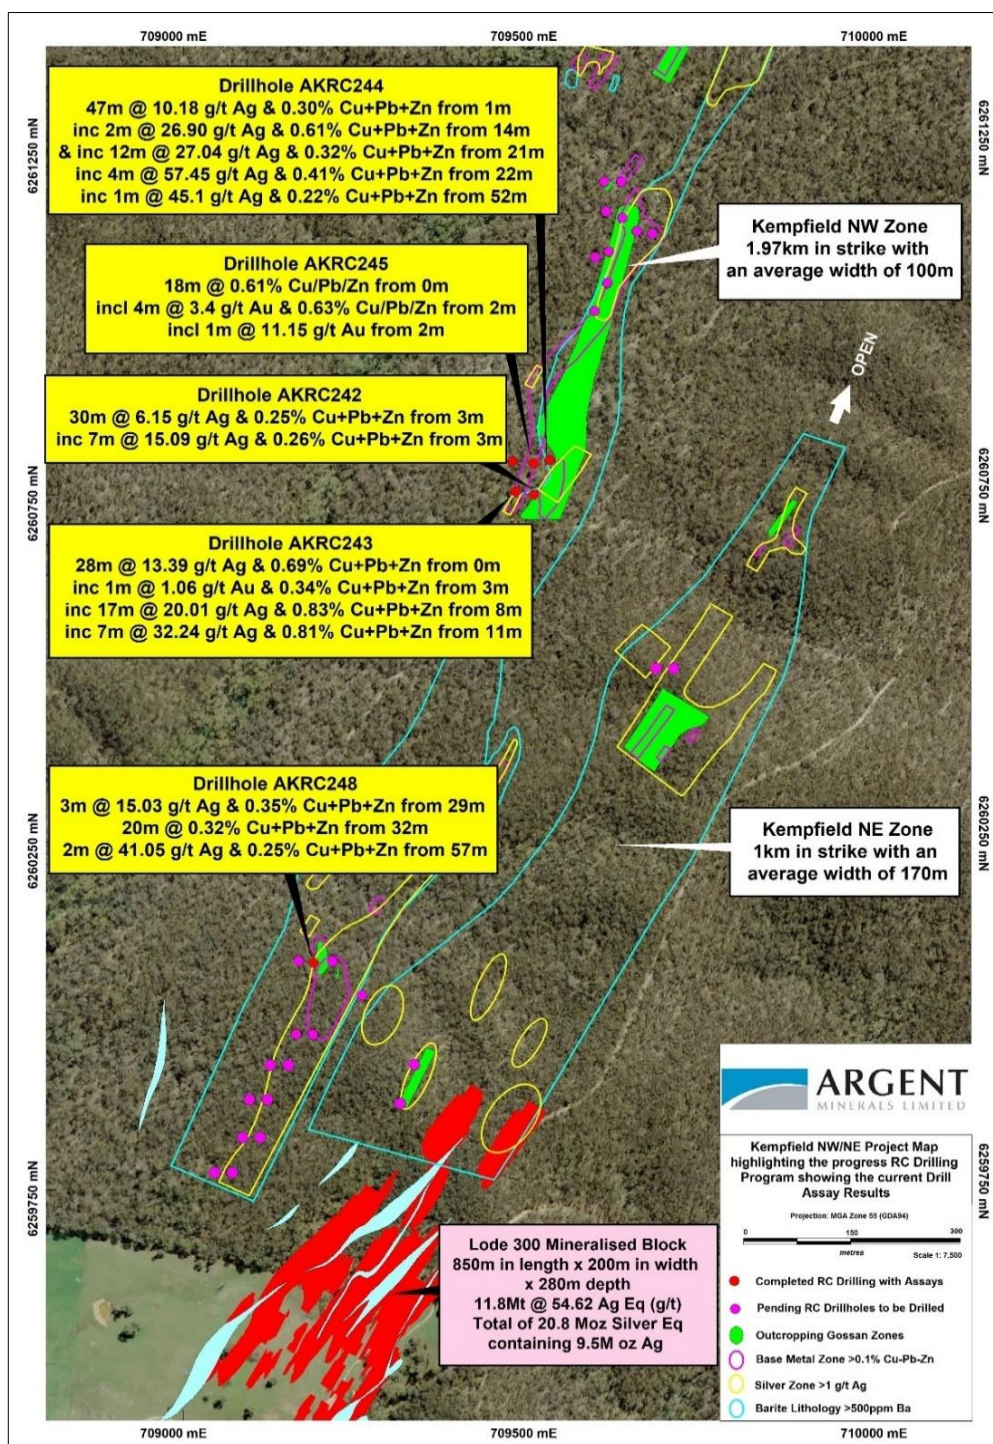 709000 mE
709500 mE
710000 mE
6261250 mN
6261250 mN
Drillhole AKRC244
47m @ 10.18 g/t Ag & 0.30% Cu+Pb+Zn from 1m
inc 2m @ 26.90 g/t Ag & 0.61% Cu+Pb+Zn from 14m
& inc 12m @ 27.04 g/t Ag & 0.32% Cu+Pb+Zn from 21m
inc 4m @ 57.45 g/t Ag & 0.41% Cu+Pb+Zn from 22m
inc 1m @ 45.1 g/t Ag & 0.22% Cu+Pb+Zn from 52m
Kempfield NW Zone
1.97km in strike with
an average width of 100m
Drillhole AKRC245
18m @ 0.61% Cu/Pb/Zn from 0m
incl 4m @ 3.4 g/t Au & 0.63% Cu/Pb/Zn from 2m
incl 1m @ 11.15 g/t Au from 2m
OPEN
Drillhole AKRC242
30m @ 6.15 g/t Ag & 0.25% Cu+Pb+Zn from 3m
inc 7m @ 15.09 g/t Ag & 0.26% Cu+Pb+Zn from 3m
6260750 mN
6260750 mN
Drillhole AKRC243
28m @ 13.39 g/t Ag & 0.69% Cu+Pb+Zn from 0m
inc 1m @ 1.06 g/t Au & 0.34% Cu+Pb+Zn from 3m
inc 17m @ 20.01 g/t Ag & 0.83% Cu+Pb+Zn from 8m
inc 7m @ 32.24 g/t Ag & 0.81% Cu+Pb+Zn from 11m
Drillhole AKRC248
3m @ 15.03 g/t Ag & 0.35% Cu+Pb+Zn from 29m
20m @ 0.32% Cu+Pb+Zn from 32m
2m @ 41.05 g/t Ag & 0.25% Cu+Pb+Zn from 57m
6260250 mN
6260250 mN
Kempfield NE Zone
1km in strike with an
average width of 170m
ARGENT
MINERALS LIMITED
6259750 mN
6259750 mN
Kempfield NW/NE Project Map
highlighting the progress RC Drilling
Program showing the current Drill
Assay Results
Projection: MGA Zone 55 (GDA94)
0 150 300
metrea
Scale 1: 7,500
Completed RC Drilling with Assays
Pending RC Drillholes to be Drilled
Outcropping Gossan Zones
Base Metal Zone >0.1% Cu-Pb-Zn
Silver Zone >1 g/t Ag
Barite Lithology >500ppm Ba
Lode 300 Mineralised Block
850m in length x 200m in width
x 280m depth
11.8Mt @ 54.62 Ag Eq (g/t)
Total of 20.8 Moz Silver Eq
containing 9.5M oz Ag
709000 mE
709500 mE
710000 mE